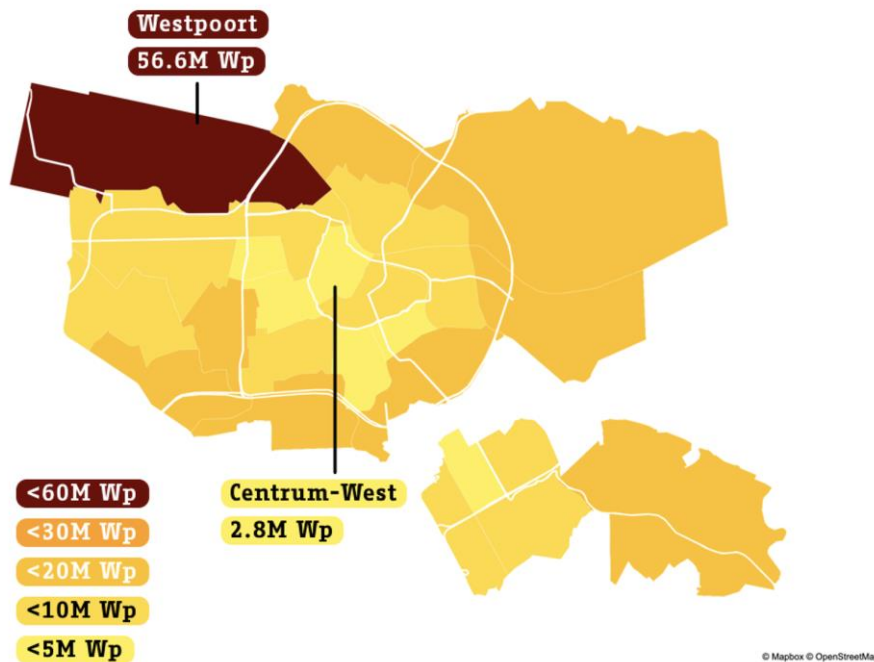 Westpoort
56.6M Wp
Centrum-West
2.8M Wp
<60M Wp
<30M Wp
<20M Wp
<10M Wp
<5M Wp
© Mapbox © OpenStreetMa